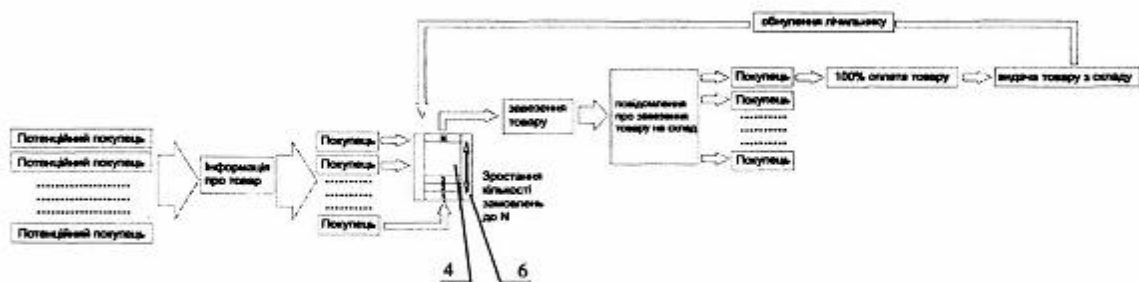 обнулення лічильнику
Потенційний покупець
Потенційний покупець
Потенційний покупець
Інформація
про товар
Покупець
Покупець
Покупець
Зростання
кількості
замовлень
до N
завезення
товару
повідомлення
про завезення
товару на склад
Покупець
Покупець
Покупець
100% оплата товару
видача товару з складу
4
6